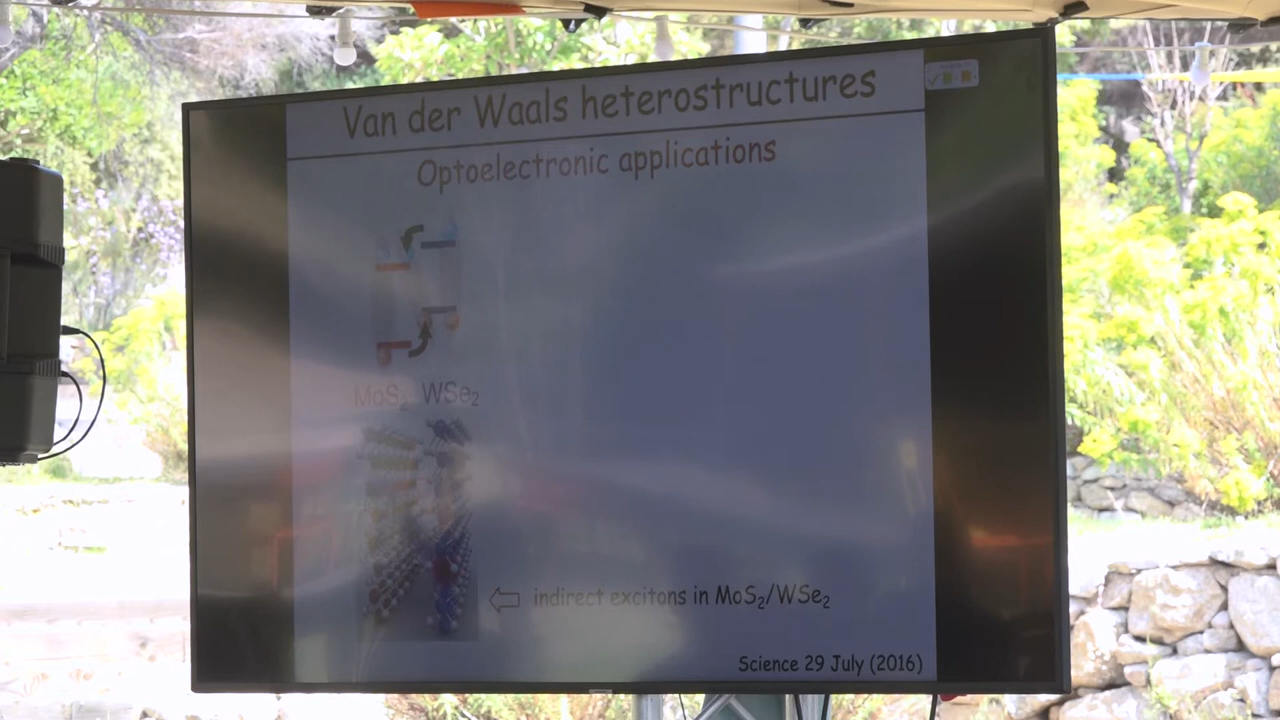 Van der Waals heterostructures
Optoelectronic applications
MoS₂ WSe₂
indirect excitons in MoS₂/WSe₂
Science 29 July (2016)